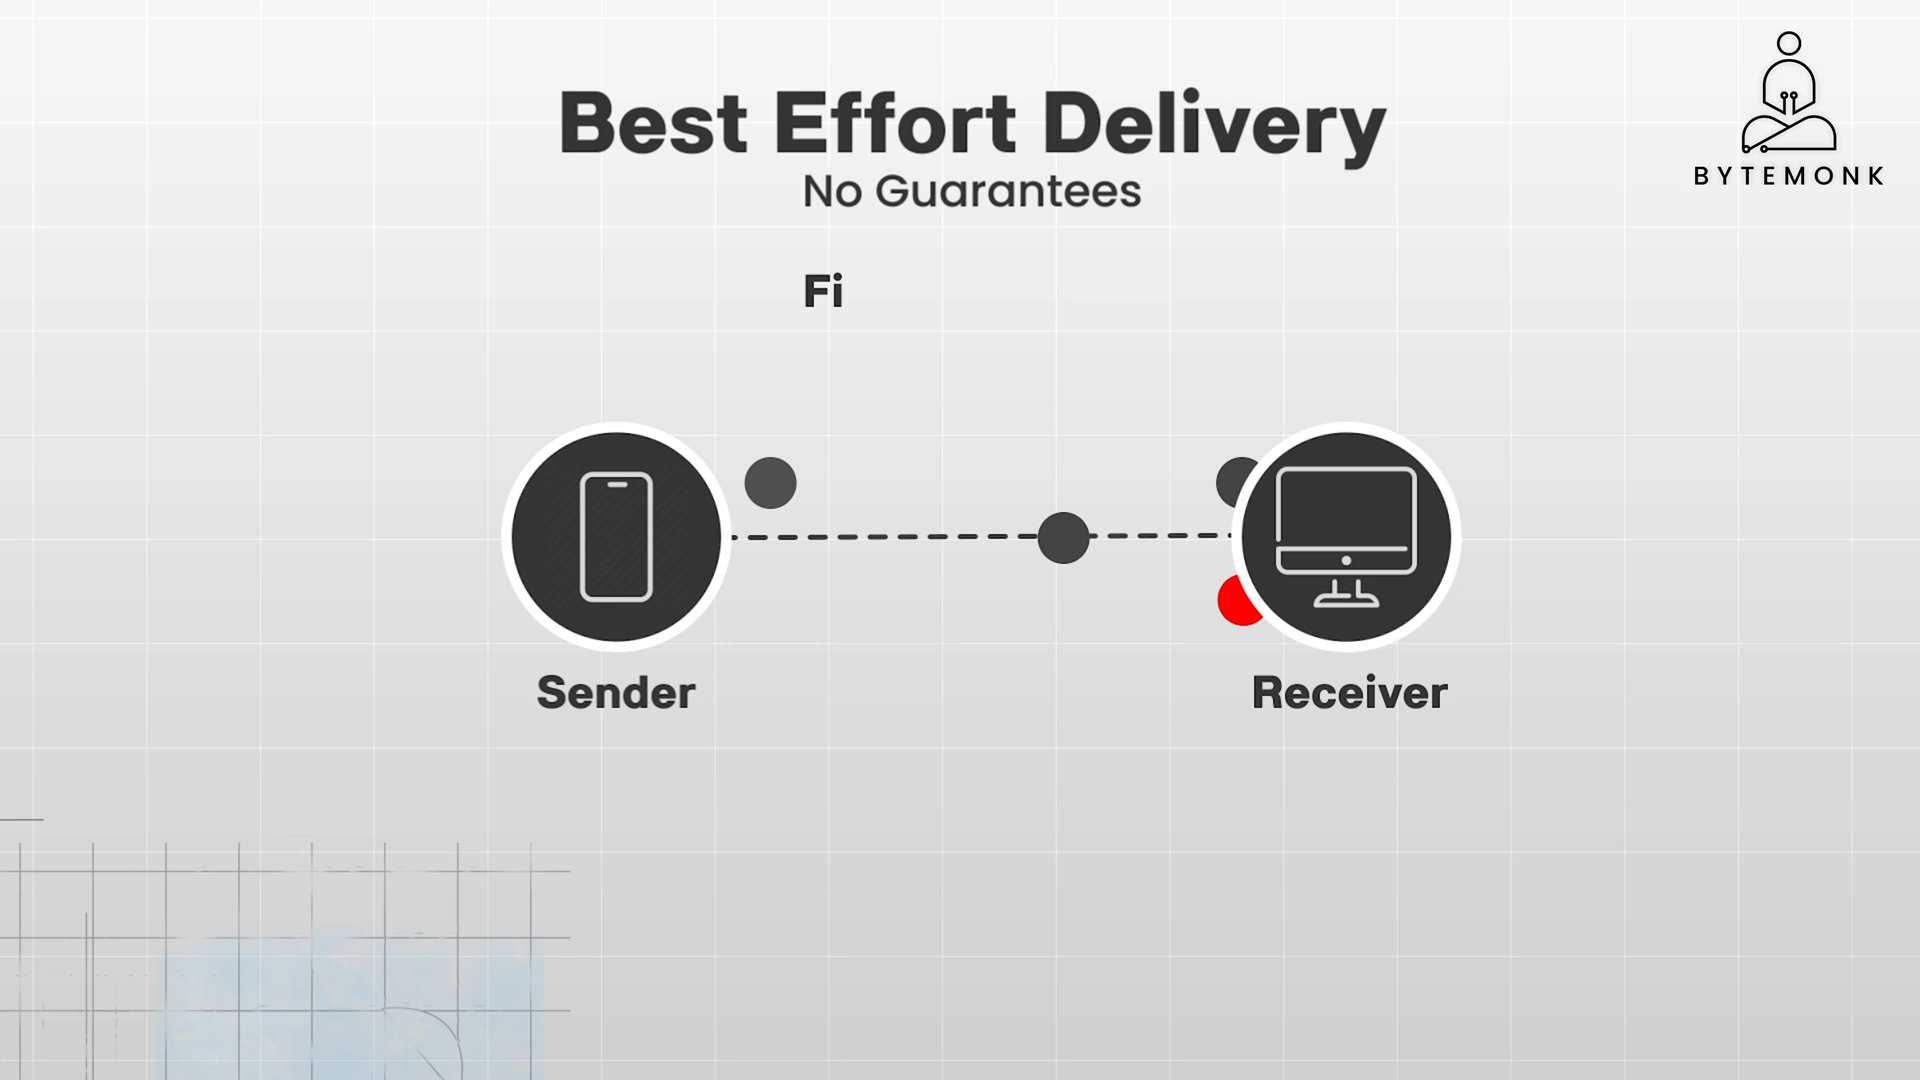 Best Effort Delivery
No Guarantees
BYTEMONK
Fi
Sender
Receiver